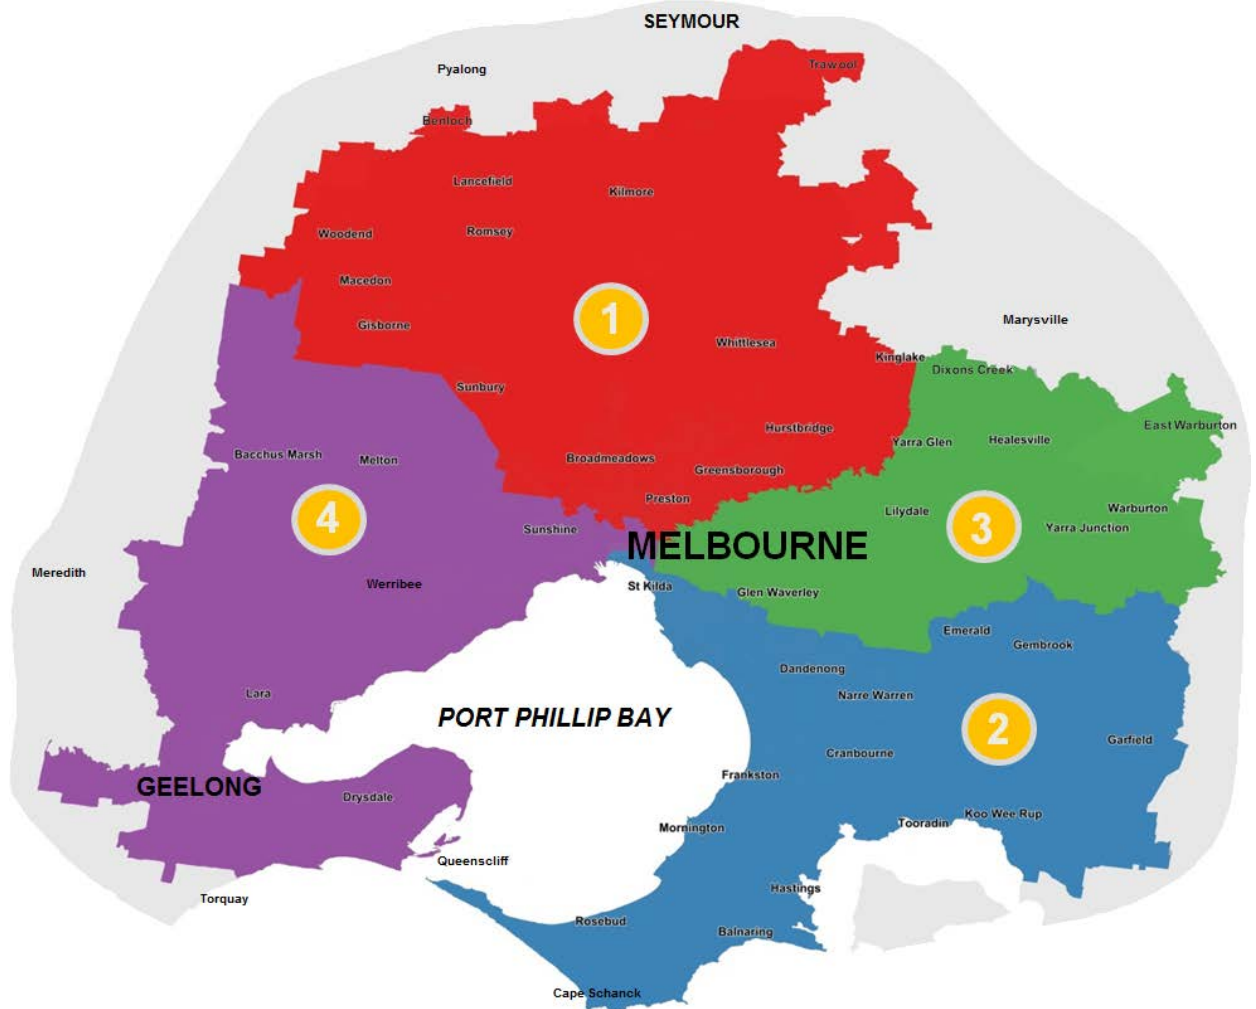 SEYMOUR
Trawool
Pyalong
Benloch
Lancefield
Kilmore
Woodend
Romsey
Macedon
1
Marysville
Gisborne
Whittlesea
Kinglake
Dixons Creek
Sunbury
Hurstbridge
East Warburton
Yarra Glen
Healesville
Bacchus Marsh
Melton
Broadmeadows
Greensborough
Preston
Lilydale
Warburton
4
3
Sunshine
Yarra Junction
MELBOURNE
Meredith
Werribee
St Kilda
Glen Waverley
Emerald
Gembrook
Dandenong
Lara
Narre Warren
PORT PHILLIP BAY
2
Garfield
Cranbourne
Frankston
GEELONG
Drysdale
Koo Wee Rup
Tooradin
Mornington
Queenscliff
Hastings
Torquay
Rosebud
Balnarring
Cape Schanck